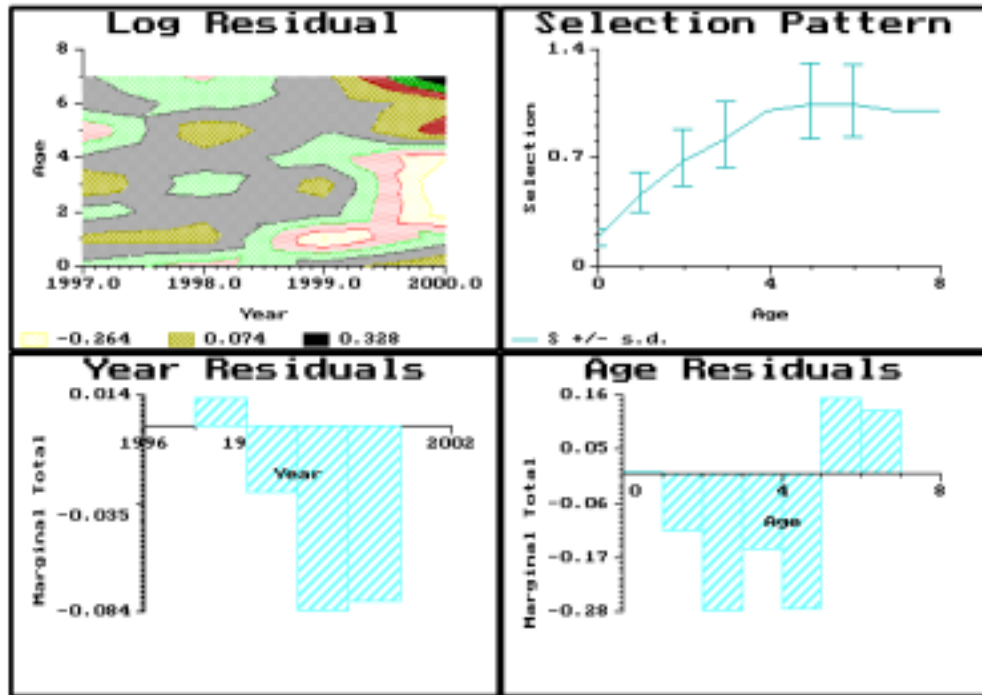 Log Residual
8
6
Age
4
2
0
1997.0 1998.0 1999.0 2000.0
Year
-0.264 0.074 0.328
Selection Pattern
1.4
Selection
0.7
0
0 4 8
Age
S +/- s.d.
Year Residuals
0.014
1996 19 2002
Year
Marginal Total
-0.035
-0.084
Age Residuals
0.16
0.05
0 4 8
-0.06
Age
Marginal Total
-0.17
-0.28